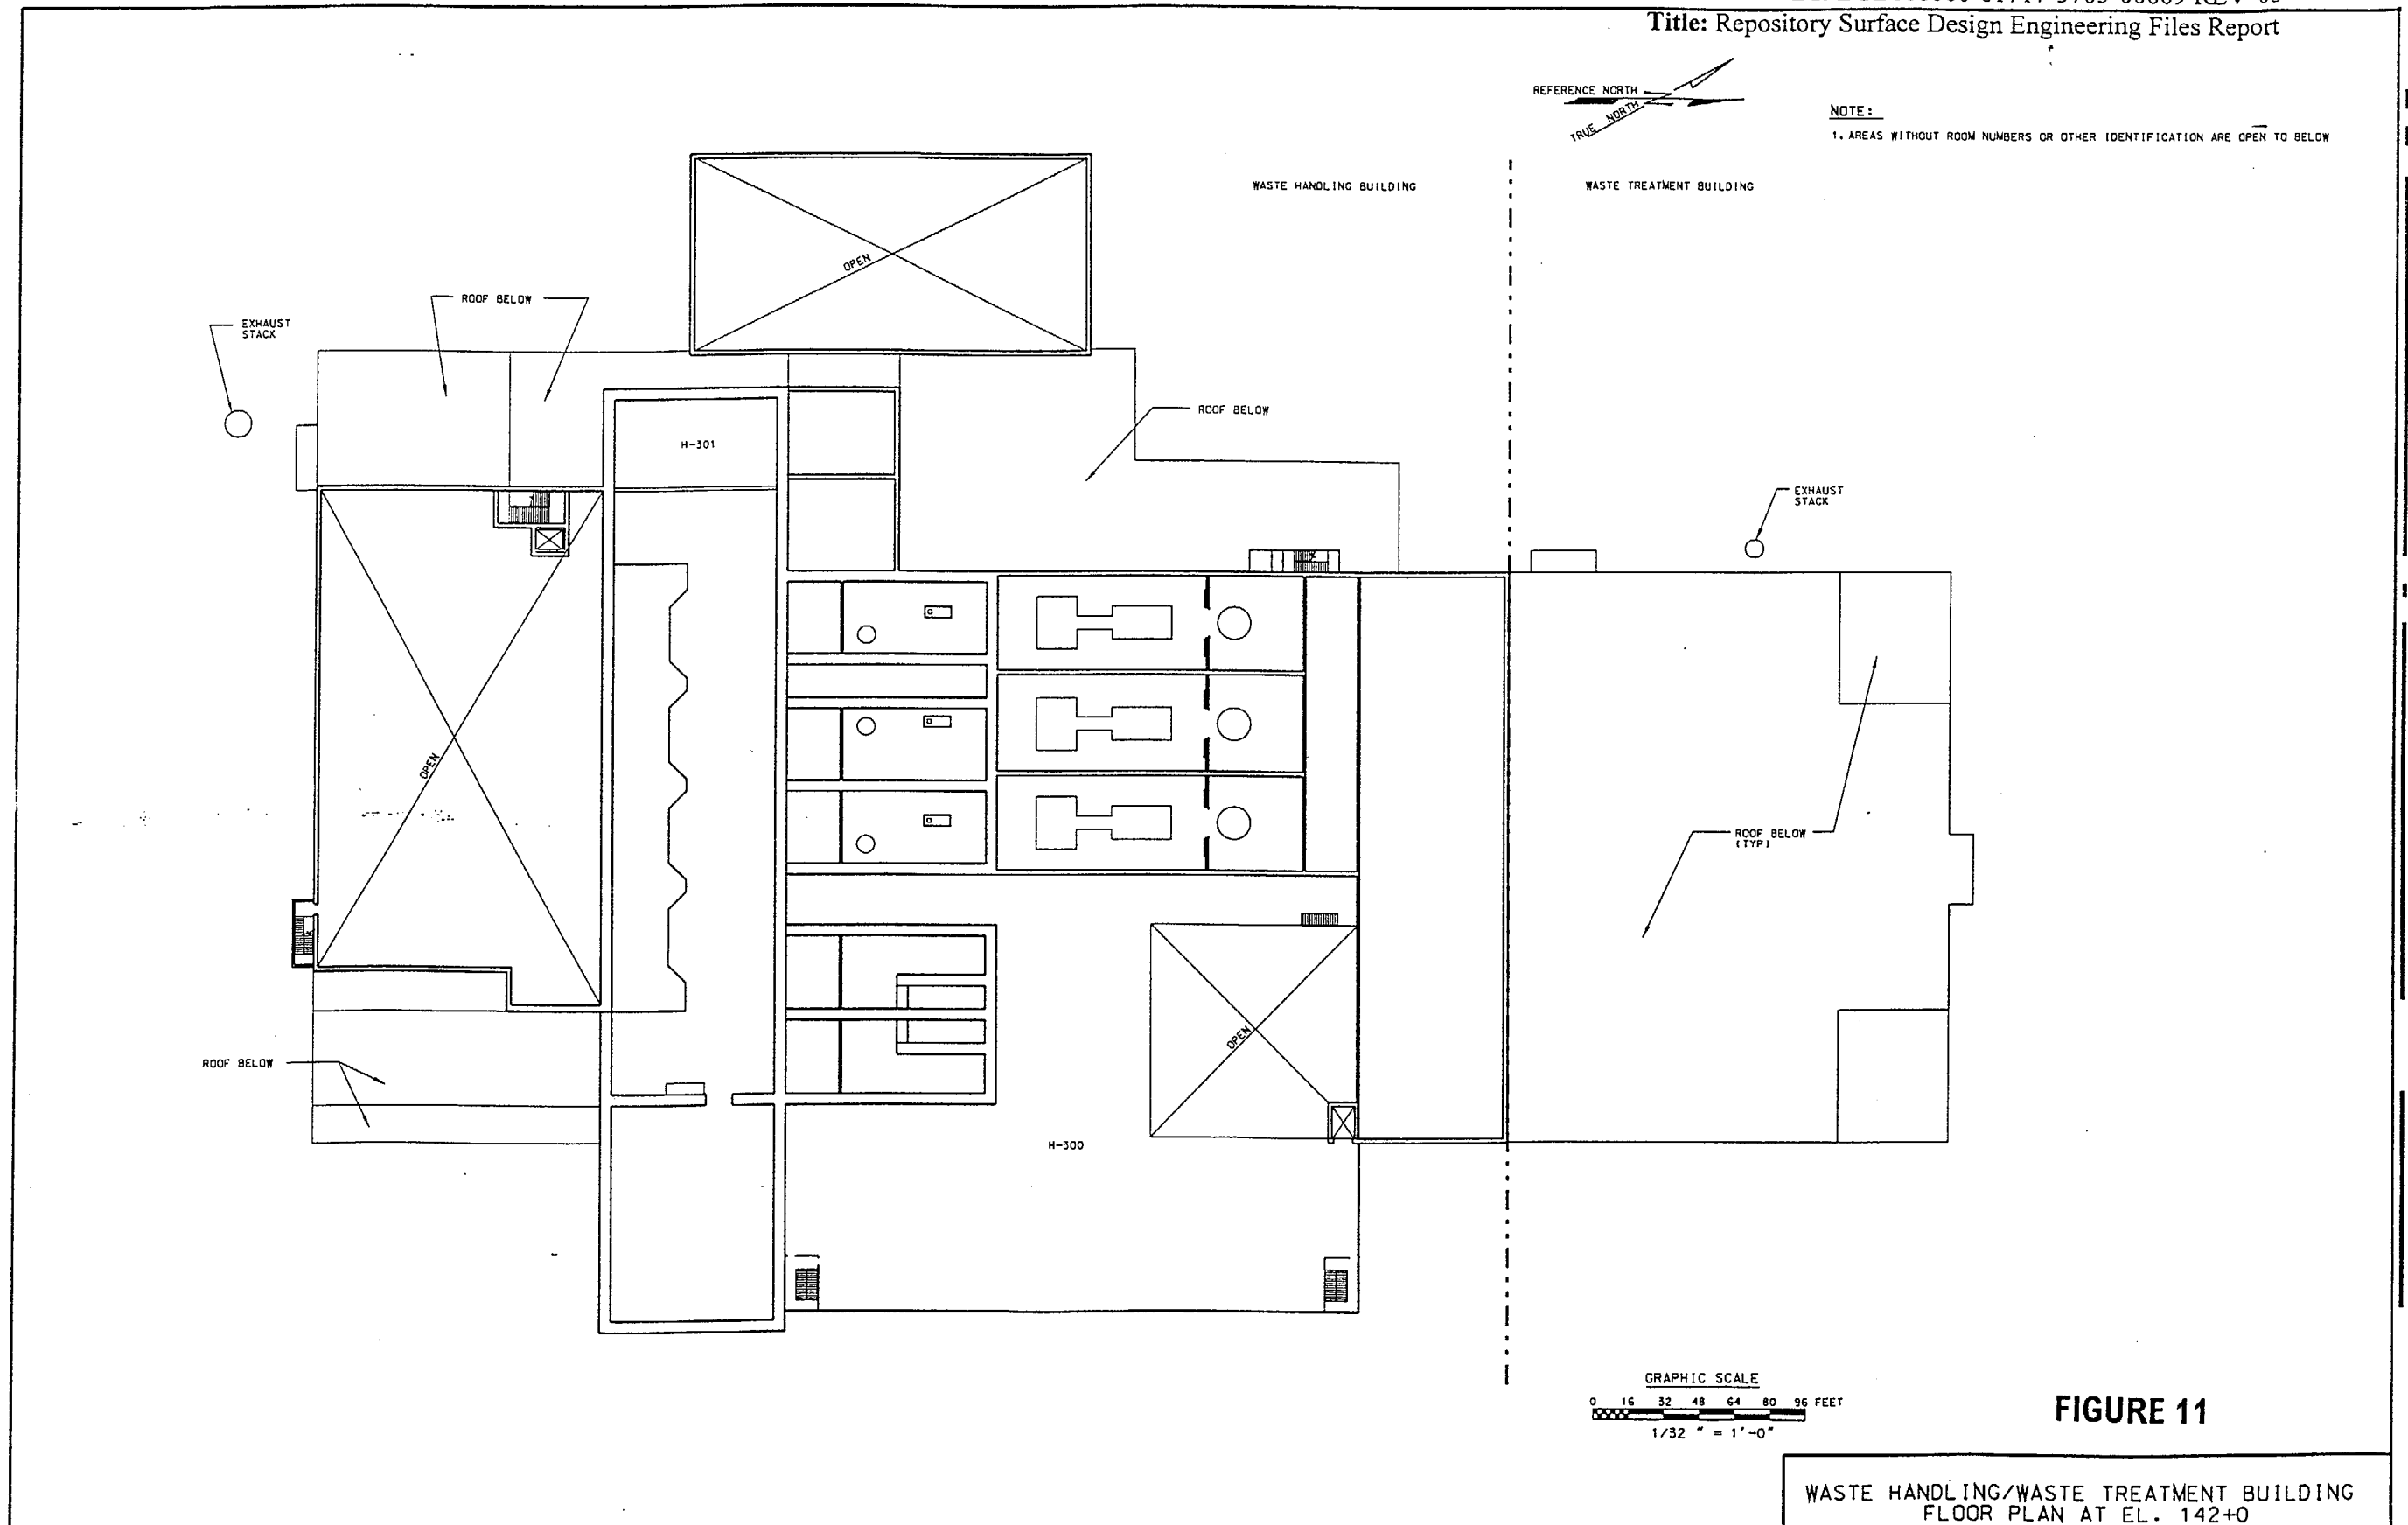 Title: Repository Surface Design Engineering Files Report
REFERENCE NORTH
TRUE NORTH
NOTE:
1. AREAS WITHOUT ROOM NUMBERS OR OTHER IDENTIFICATION ARE OPEN TO BELOW
WASTE HANDLING BUILDING
WASTE TREATMENT BUILDING
OPEN
ROOF BELOW
EXHAUST
STACK
ROOF BELOW
H-301
EXHAUST
STACK
OPEN
ROOF BELOW
(TYP)
OPEN
ROOF BELOW
H-300
GRAPHIC SCALE
0 16 32 48 64 80 96 FEET
1/32 " = 1'-0"
FIGURE 11
WASTE HANDLING/WASTE TREATMENT BUILDING
FLOOR PLAN AT EL. 142+0